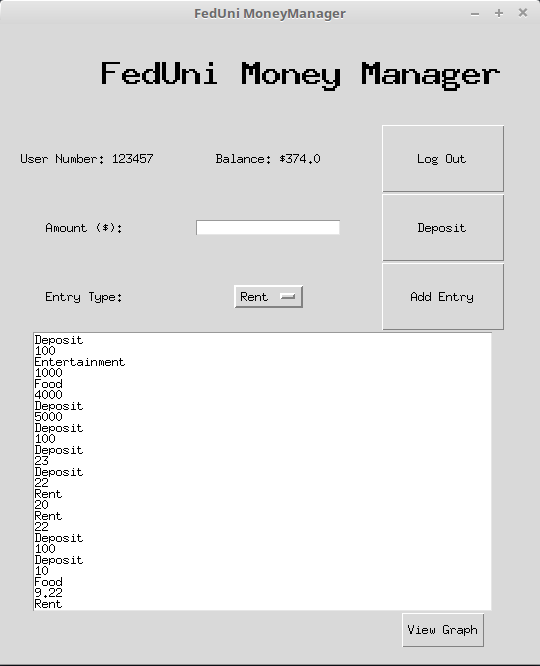 FedUni MoneyManager
FedUni Money Manager
User Number: 123457
Balance: $374.0
Log Out
Amount ($):
Deposit
Entry Type:
Rent
Add Entry
Deposit
100
Entertainment
1000
Food
4000
Deposit
5000
Deposit
100
Deposit
23
Deposit
22
Rent
20
Rent
22
Deposit
100
Deposit
10
Food
9.22
Rent
View Graph